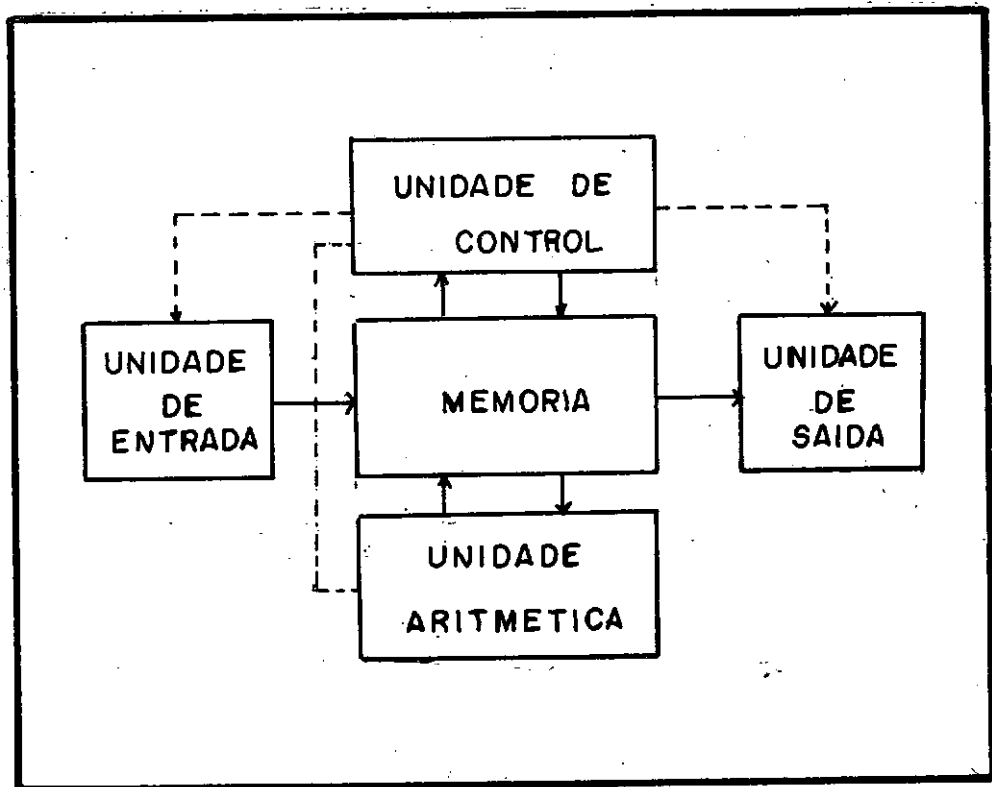 UNIDADE DE
CONTROL
UNIDADE
DE
ENTRADA
MEMORIA
UNIDADE
DE
SAIDA
UNIDADE
ARITMETICA